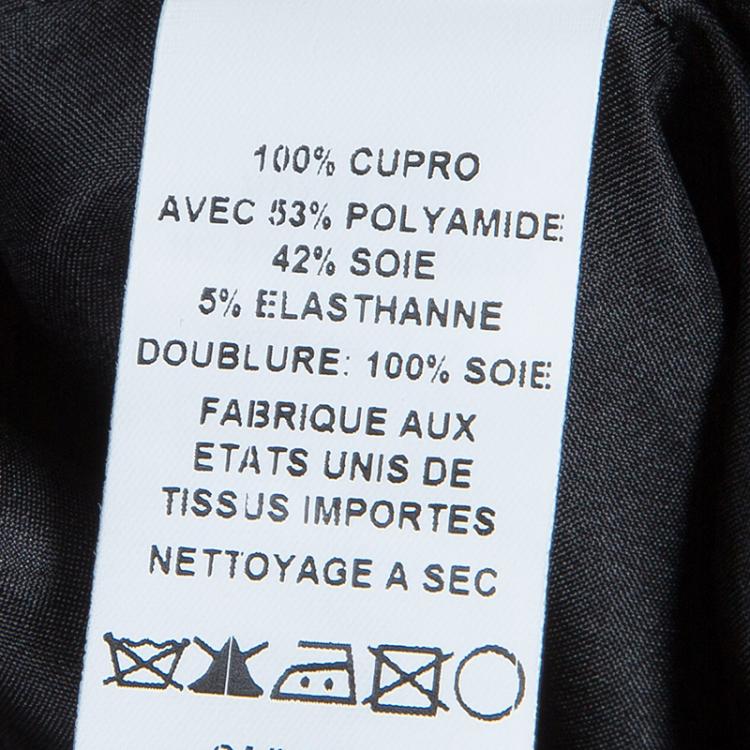 100% CUPRO
AVEC 53% POLYAMIDE
42% SOIE
5% ELASTHANNE
DOUBLURE: 100% SOIE
FABRIQUE AUX
ETATS UNIS DE
TISSUS IMPORTES
NETTOYAGE A SEC